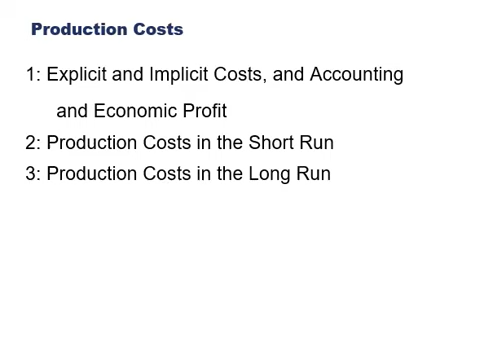 Production Costs
1: Explicit and Implicit Costs, and Accounting
and Economic Profit
2: Production Costs in the Short Run
3: Production Costs in the Long Run